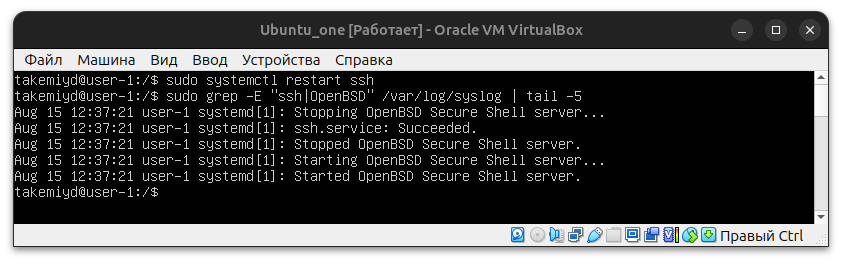 Ubuntu_one [Работает] - Oracle VM VirtualBox
Файл Машина Вид Ввод Устройства Справка
takemiyd@user-1:/$ sudo systemctl restart ssh
takemiyd@user-1:/$ sudo grep -E "ssh|OpenBSD" /var/log/syslog | tail -5
Aug 15 12:37:21 user-1 systemd[1]: Stopping OpenBSD Secure Shell server...
Aug 15 12:37:21 user-1 systemd[1]: ssh.service: Succeeded.
Aug 15 12:37:21 user-1 systemd[1]: Stopped OpenBSD Secure Shell server.
Aug 15 12:37:21 user-1 systemd[1]: Starting OpenBSD Secure Shell server...
Aug 15 12:37:21 user-1 systemd[1]: Started OpenBSD Secure Shell server.
takemiyd@user-1:/$
Правый Ctrl